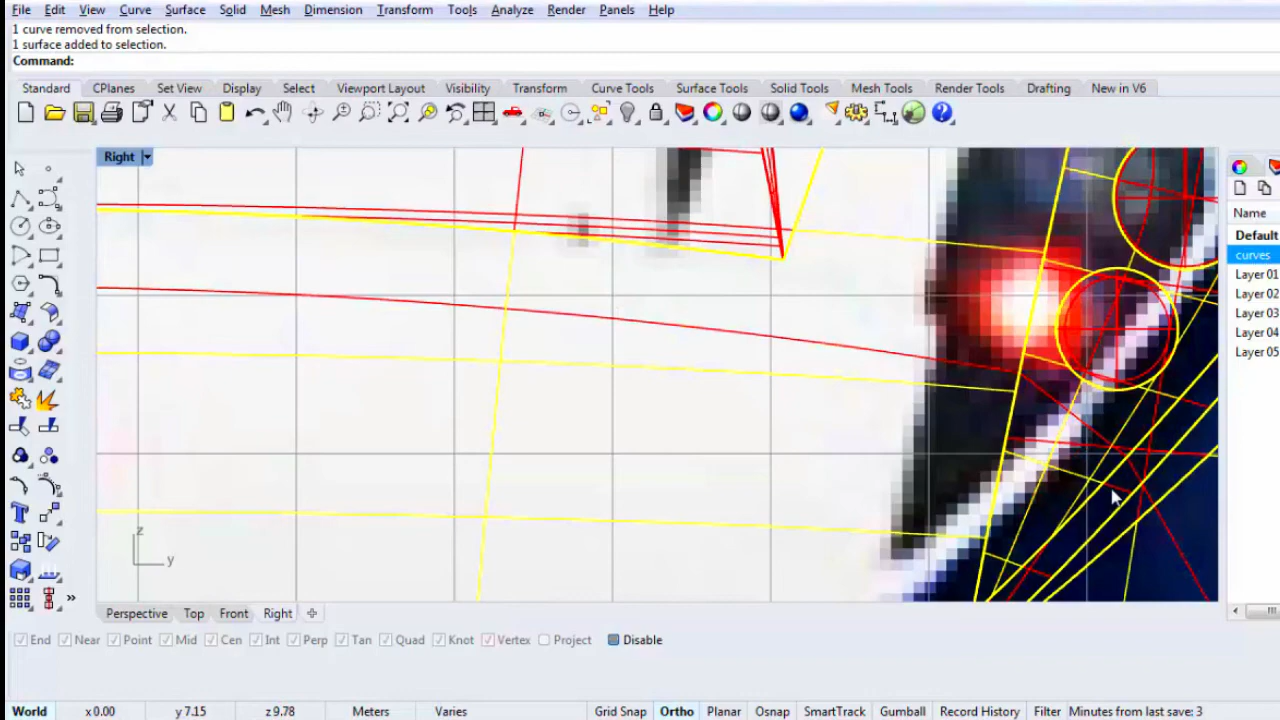 File Edit View Curve Surface Solid Mesh Dimension Transform Tools Analyze Render Panels Help
1 curve removed from selection.
1 surface added to selection.
Command:
Standard CPlanes Set View Display Select Viewport Layout Visibility Transform Curve Tools Surface Tools Solid Tools Mesh Tools Render Tools Drafting New in V6
Right
Name
Default
curves
Layer 01
Layer 02
Layer 03
Layer 04
Layer 05
z
y
Perspective Top Front Right
End Near Point Mid Cen Int Perp Tan Quad Knot Vertex Project Disable
World x 0.00 y 7.15 z 9.78 Meters Varies Grid Snap Ortho Planar Osnap SmartTrack Gumball Record History Filter Minutes from last save: 3